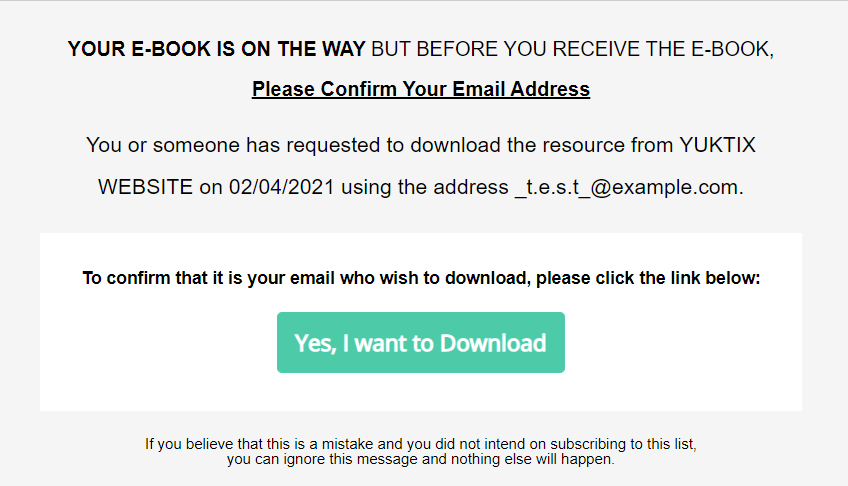 YOUR E-BOOK IS ON THE WAY BUT BEFORE YOU RECEIVE THE E-BOOK,
Please Confirm Your Email Address
You or someone has requested to download the resource from YUKTIX
WEBSITE on 02/04/2021 using the address _t.e.s.t_@example.com.
To confirm that it is your email who wish to download, please click the link below:
Yes, I want to Download
If you believe that this is a mistake and you did not intend on subscribing to this list,
you can ignore this message and nothing else will happen.